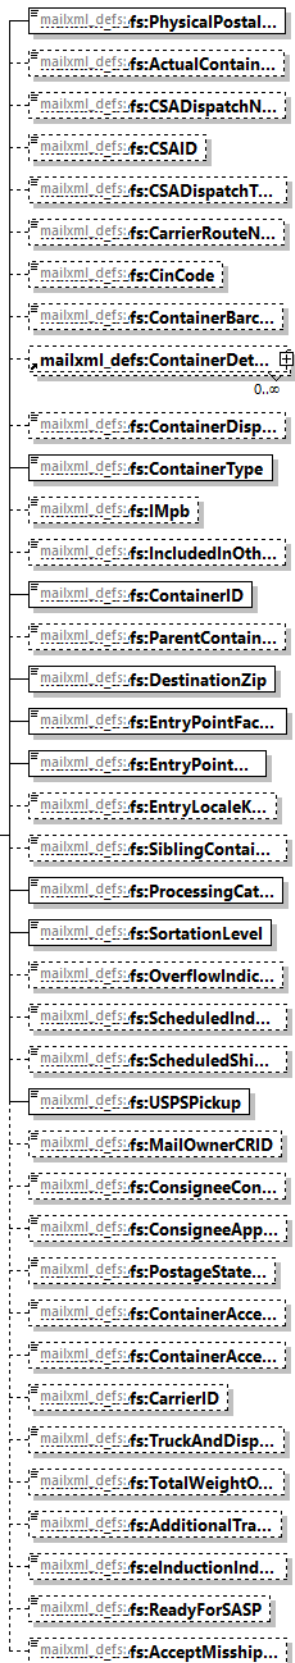 mailxml_defs:fs:PhysicalPostal...
mailxml_defs:fs:ActualContain...
mailxml_defs:fs:CSADispatchN...
mailxml_defs:fs:CSAID
mailxml_defs:fs:CSADispatchT...
mailxml_defs:fs:CarrierRouteN...
mailxml_defs:fs:CinCode
mailxml_defs:fs:ContainerBarc...
mailxml_defs:ContainerDet...
0..∞
mailxml_defs:fs:ContainerDisp...
mailxml_defs:fs:ContainerType
mailxml_defs:fs:IMpb
mailxml_defs:fs:IncludedInOth...
mailxml_defs:fs:ContainerID
mailxml_defs:fs:ParentContain...
mailxml_defs:fs:DestinationZip
mailxml_defs:fs:EntryPointFac...
mailxml_defs:fs:EntryPoint...
mailxml_defs:fs:EntryLocaleK...
mailxml_defs:fs:SiblingContai...
mailxml_defs:fs:ProcessingCat...
mailxml_defs:fs:SortationLevel
mailxml_defs:fs:OverflowIndic...
mailxml_defs:fs:ScheduledInd...
mailxml_defs:fs:ScheduledShi...
mailxml_defs:fs:USPSPickup
mailxml_defs:fs:MailOwnerCRID
mailxml_defs:fs:ConsigneeCon...
mailxml_defs:fs:ConsigneeApp...
mailxml_defs:fs:PostageState...
mailxml_defs:fs:ContainerAcce...
mailxml_defs:fs:ContainerAcce...
mailxml_defs:fs:CarrierID
mailxml_defs:fs:TruckAndDisp...
mailxml_defs:fs:TotalWeightO...
mailxml_defs:fs:AdditionalTra...
mailxml_defs:fs:eInductionInd...
mailxml_defs:fs:ReadyForSASP
mailxml_defs:fs:AcceptMisship...